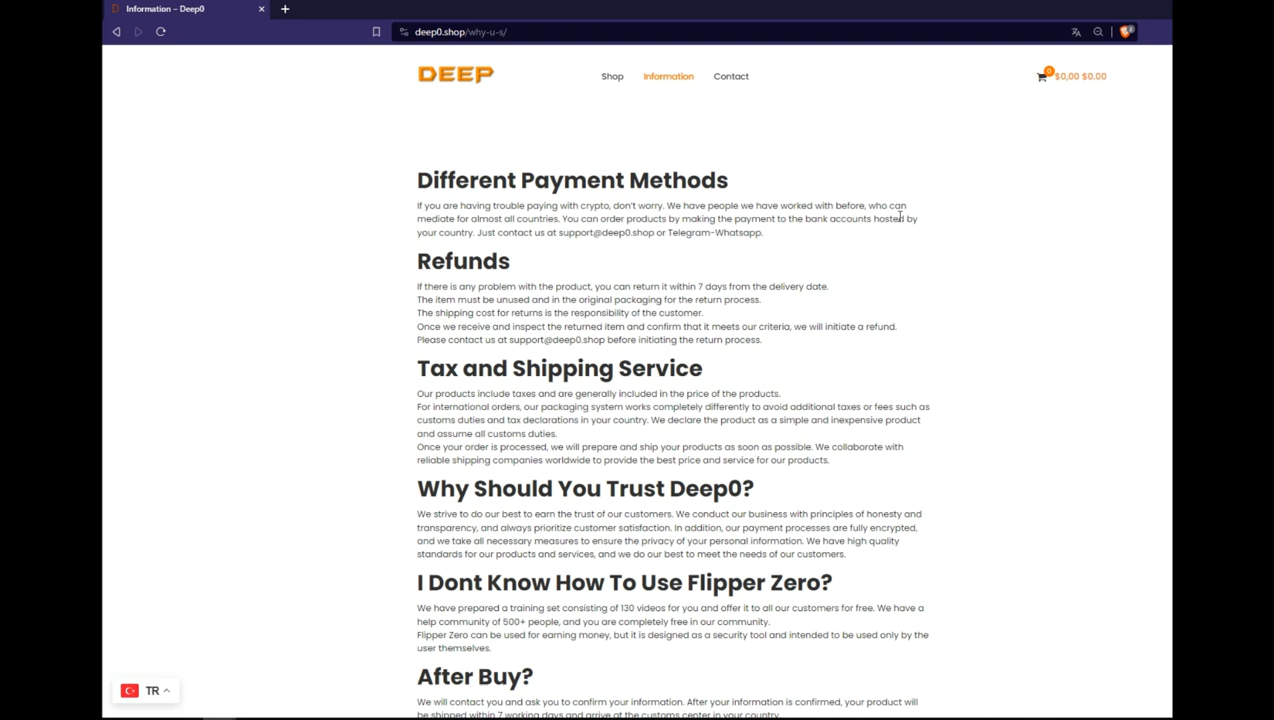 Information – Deep0
deep0.shop/why-u-s/
DEEP
Shop
Information
Contact
0
$0,00 $0.00
Different Payment Methods
If you are having trouble paying with crypto, don't worry. We have people we have worked with before, who can
mediate for almost all countries. You can order products by making the payment to the bank accounts hosted by
your country. Just contact us at support@deep0.shop or Telegram-Whatsapp.
Refunds
If there is any problem with the product, you can return it within 7 days from the delivery date.
The item must be unused and in the original packaging for the return process.
The shipping cost for returns is the responsibility of the customer.
Once we receive and inspect the returned item and confirm that it meets our criteria, we will initiate a refund.
Please contact us at support@deep0.shop before initiating the return process.
Tax and Shipping Service
Our products include taxes and are generally included in the price of the products.
For international orders, our packaging system works completely differently to avoid additional taxes or fees such as
customs duties and tax declarations in your country. We declare the product as a simple and inexpensive product
and assume all customs duties.
Once your order is processed, we will prepare and ship your products as soon as possible. We collaborate with
reliable shipping companies worldwide to provide the best price and service for our products.
Why Should You Trust Deep0?
We strive to do our best to earn the trust of our customers. We conduct our business with principles of honesty and
transparency, and always prioritize customer satisfaction. In addition, our payment processes are fully encrypted,
and we take all necessary measures to ensure the privacy of your personal information. We have high quality
standards for our products and services, and we do our best to meet the needs of our customers.
I Dont Know How To Use Flipper Zero?
We have prepared a training set consisting of 130 videos for you and offer it to all our customers for free. We have a
help community of 500+ people, and you are completely free in our community.
Flipper Zero can be used for earning money, but it is designed as a security tool and intended to be used only by the
user themselves.
After Buy?
We will contact you and ask you to confirm your information. After your information is confirmed, your product will
be shipped within 7 working days and arrive at the customs center in your country.
TR